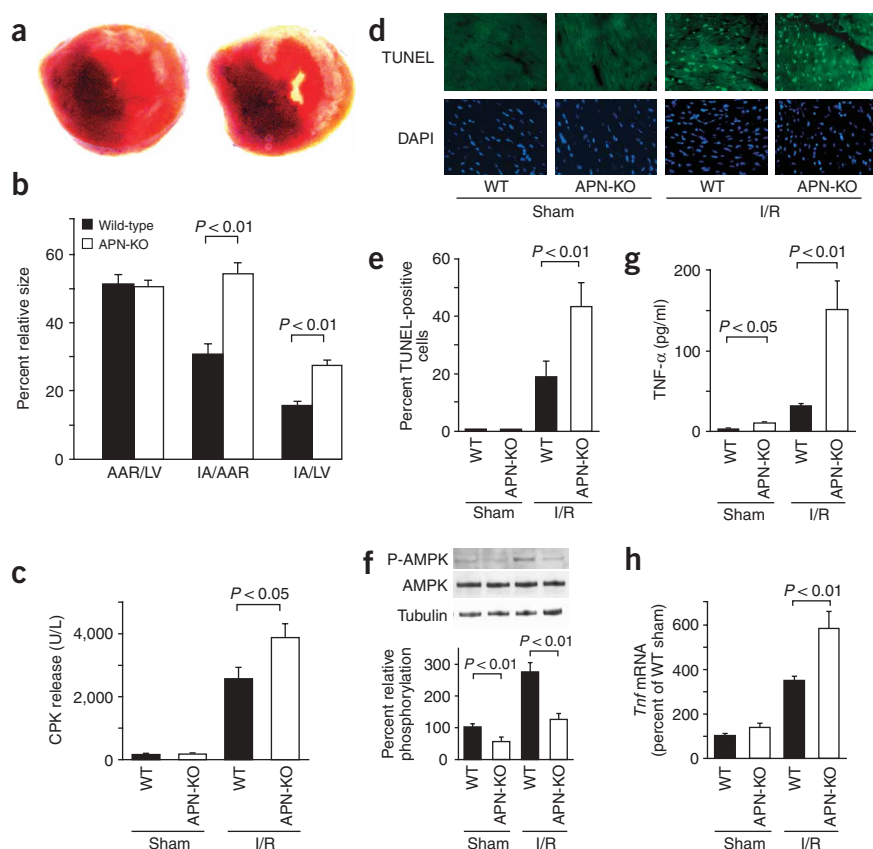 a
b
Wild-type
APN-KO
P < 0.01
P < 0.01
Percent relative size
60
40
20
0
AAR/LV IA/AAR IA/LV
c
P < 0.05
CPK release (U/L)
4,000
2,000
0
WT APN-KO WT APN-KO
Sham I/R
d
TUNEL
DAPI
WT APN-KO WT APN-KO
Sham I/R
e
P < 0.01
Percent TUNEL-positive
cells
60
40
20
0
WT APN-KO WT APN-KO
Sham I/R
f
P-AMPK
AMPK
Tubulin
P < 0.01
P < 0.01
Percent relative
phosphorylation
300
200
100
0
WT APN-KO WT APN-KO
Sham I/R
g
P < 0.01
P < 0.05
TNF-α (pg/ml)
200
150
100
0
WT APN-KO WT APN-KO
Sham I/R
h
P < 0.01
Tnf mRNA
(percent of WT sham)
600
400
200
0
WT APN-KO WT APN-KO
Sham I/R